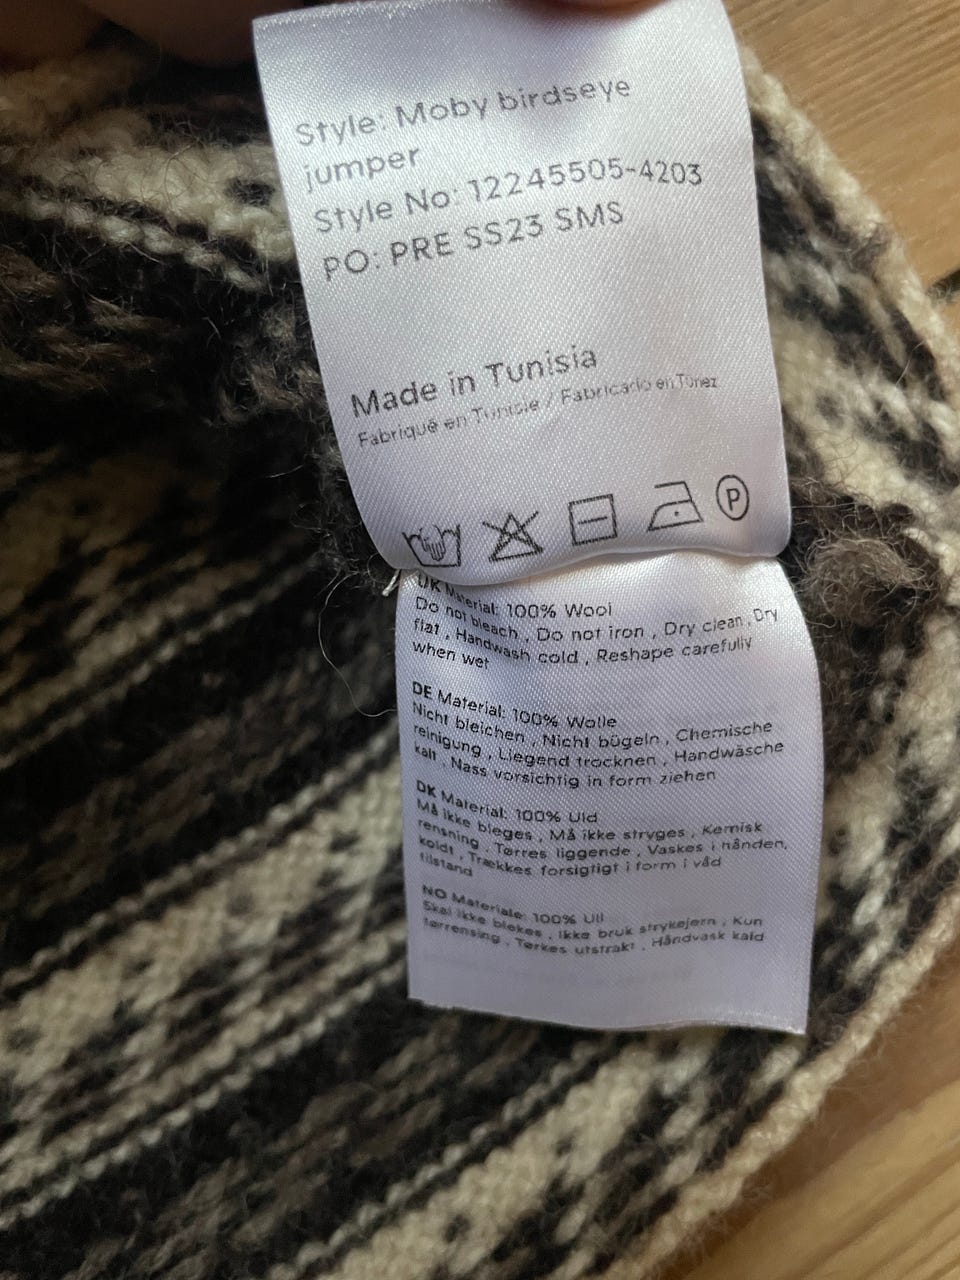 Style: Moby birdseye
jumper
Style No: 12245505-4203
PO: PRE SS23 SMS
Made in Tunisia
Fabriqué en Tunisie / Fabricado en Túnez
P
UK Material: 100% Wool
Do not bleach , Do not iron , Dry clean , Dry
flat , Handwash cold , Reshape carefully
when wet
DE Material: 100% Wolle
Nicht bleichen , Nicht bügeln , Chemische
reinigung , Liegend trocknen , Handwäsche
kalt , Nass vorsichtig in form ziehen
DK Material: 100% Uld
Må ikke bleges , Må ikke stryges , Kemisk
rensning , Tørres liggende , Vaskes i hånden,
koldt , Trækkes forsigtigt i form i våd
tilstand
NO Materiale: 100% Ull
Skal ikke blekes , Ikke bruk strykejern , Kun
tørrensing , Tørkes utstrakt , Håndvask kald